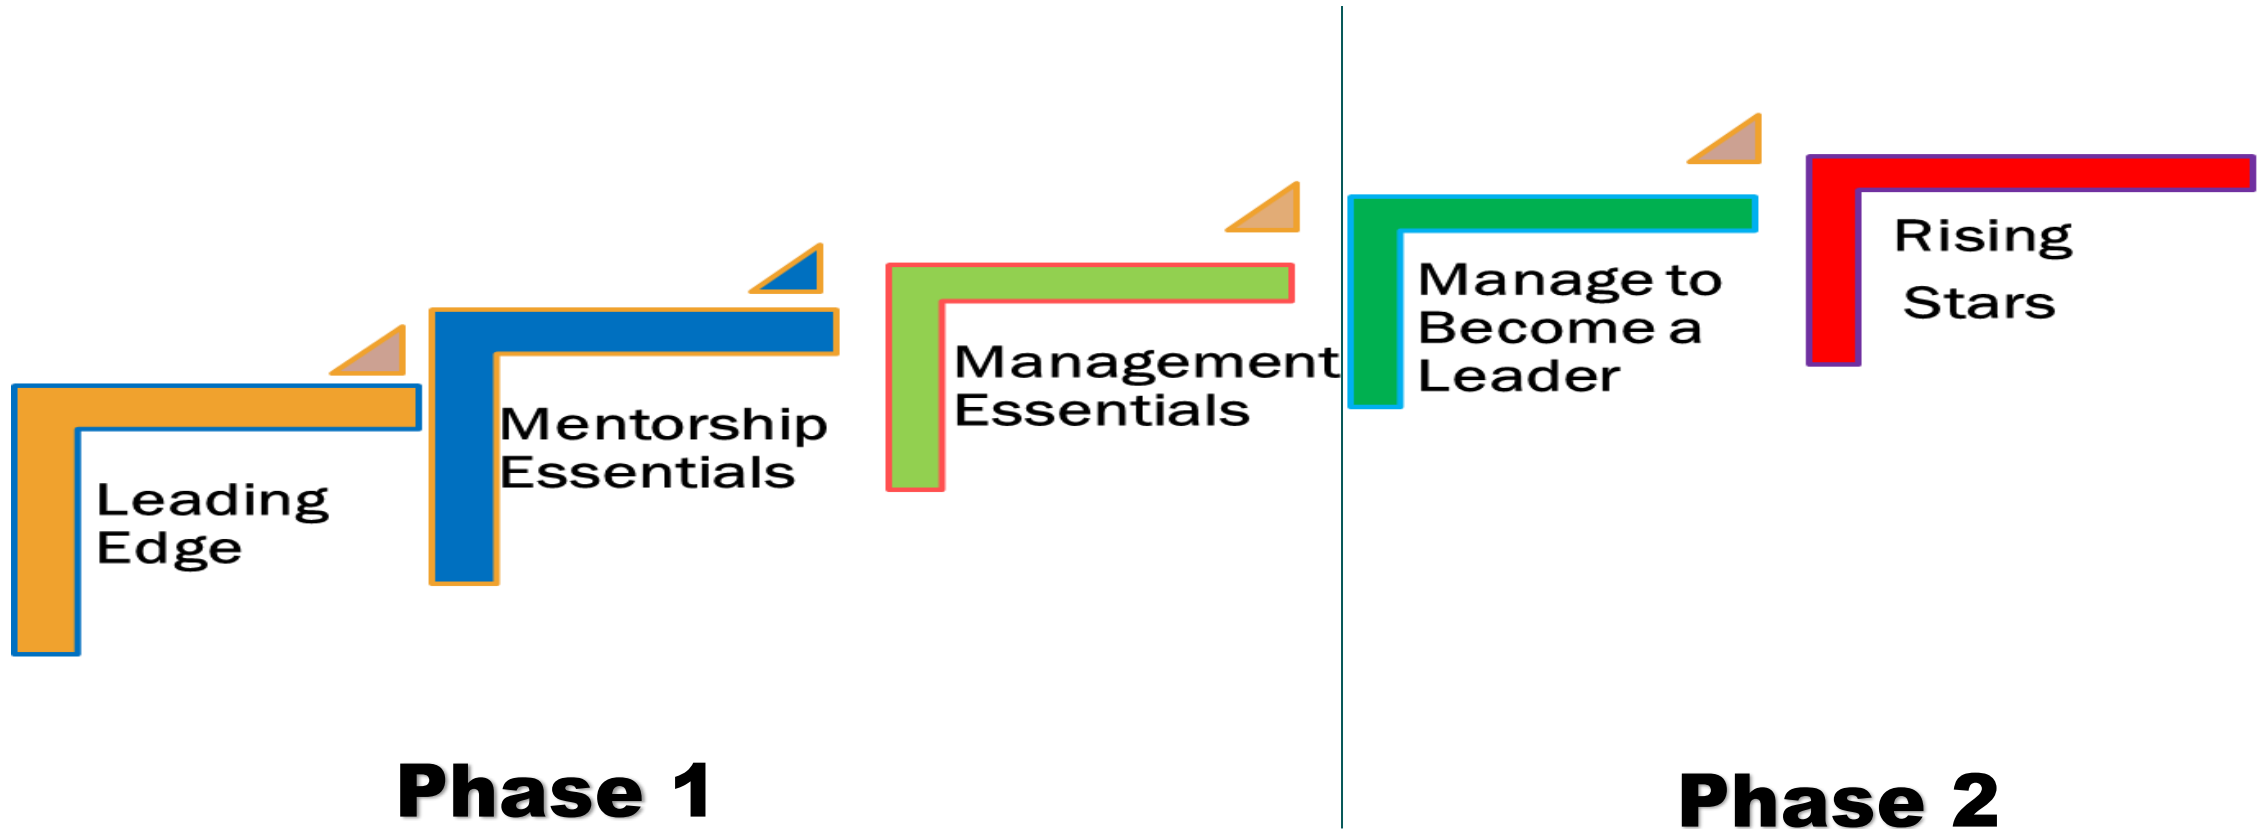 Leading
Edge
Mentorship
Essentials
Management
Essentials
Manage to
Become a
Leader
Rising
Stars
Phase 1
Phase 2